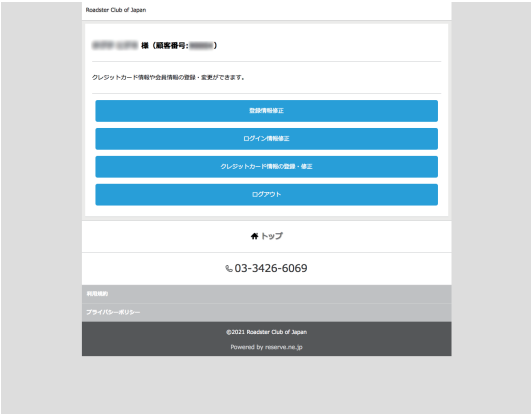 Roadster Club of Japan
様（顧客番号: ）
クレジットカード情報や会員情報の登録・変更ができます。
登録情報修正
ログイン情報修正
クレジットカード情報の登録・修正
ログアウト
トップ
03-3426-6069
利用規約
プライバシーポリシー
©2021 Roadster Club of Japan
Powered by reserve.ne.jp